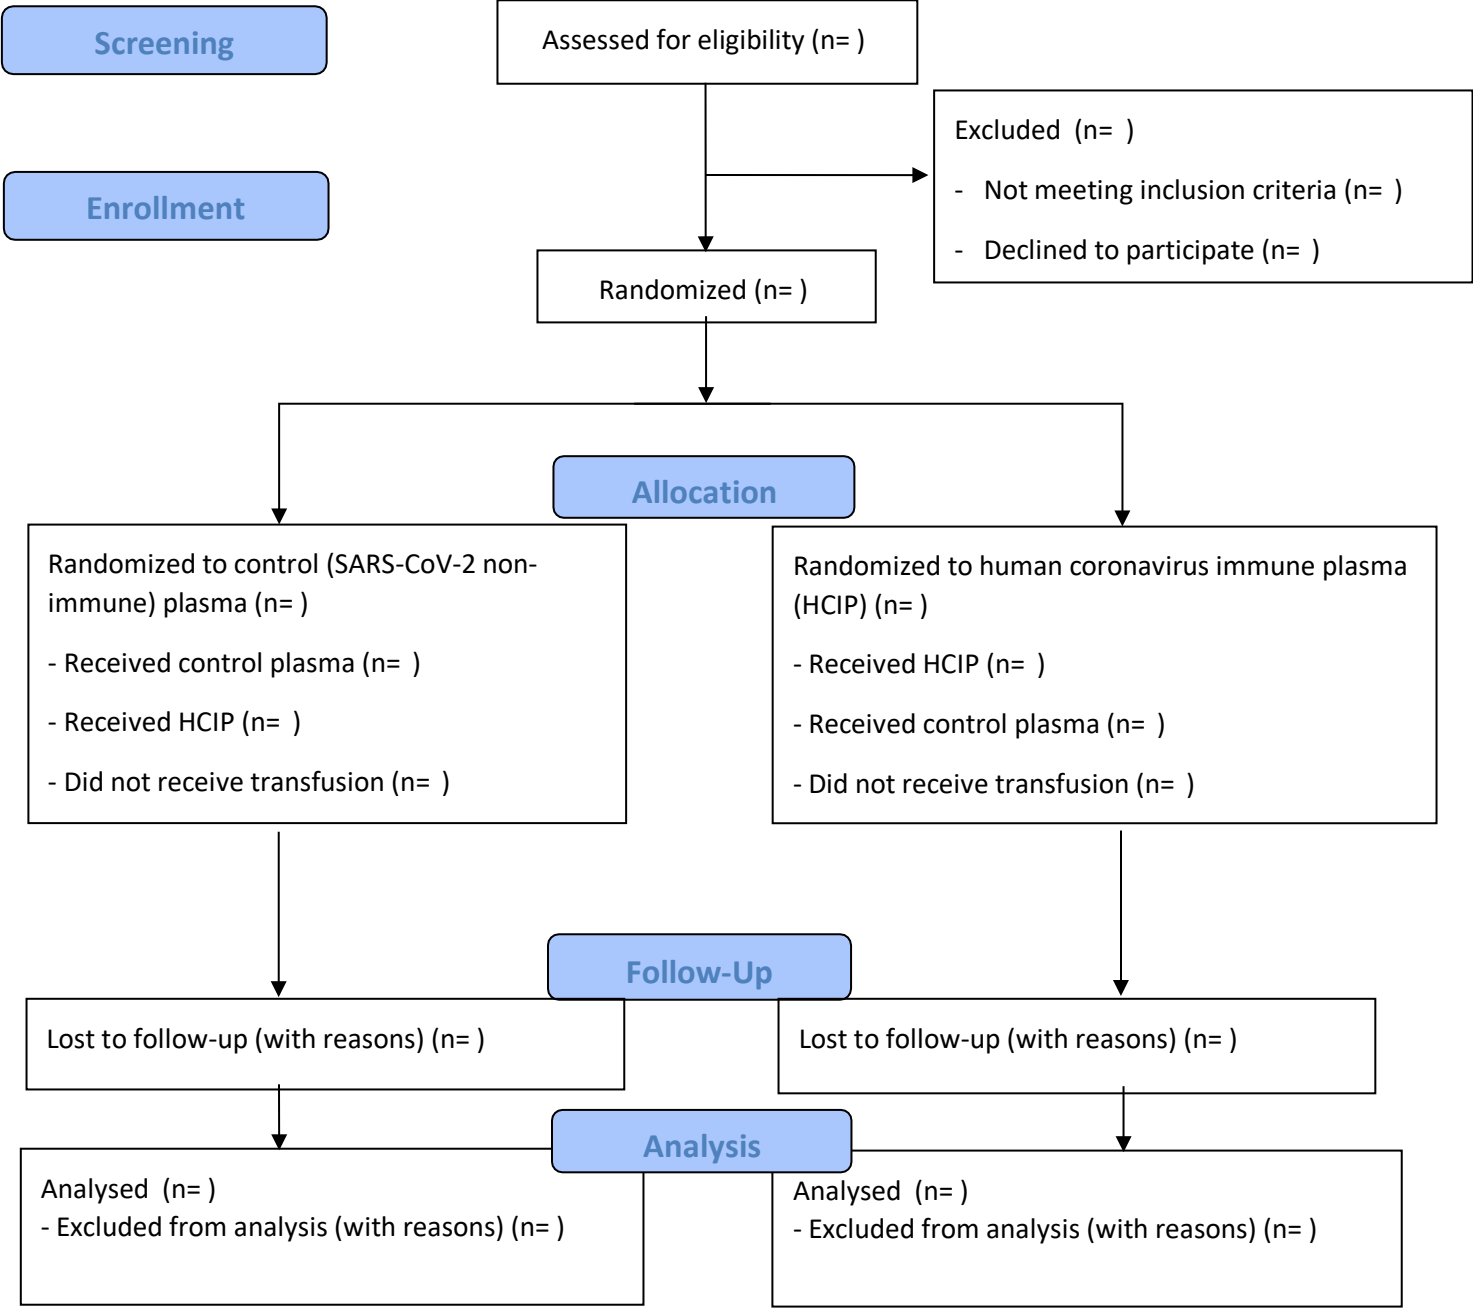 Screening
Assessed for eligibility (n= )
Excluded  (n=  )
-   Not meeting inclusion criteria (n=  )
-   Declined to participate (n=  )
Enrollment
Randomized (n= )
Allocation
Randomized to control (SARS-CoV-2 non-
immune) plasma (n= )
- Received control plasma (n=  )
- Received HCIP (n=  )
- Did not receive transfusion (n=  )
Randomized to human coronavirus immune plasma
(HCIP) (n= )
- Received HCIP (n=  )
- Received control plasma (n=  )
- Did not receive transfusion (n=  )
Follow-Up
Lost to follow-up (with reasons) (n= )
Lost to follow-up (with reasons) (n= )
Analysis
Analysed  (n= )
- Excluded from analysis (with reasons) (n= )
Analysed  (n= )
- Excluded from analysis (with reasons) (n= )